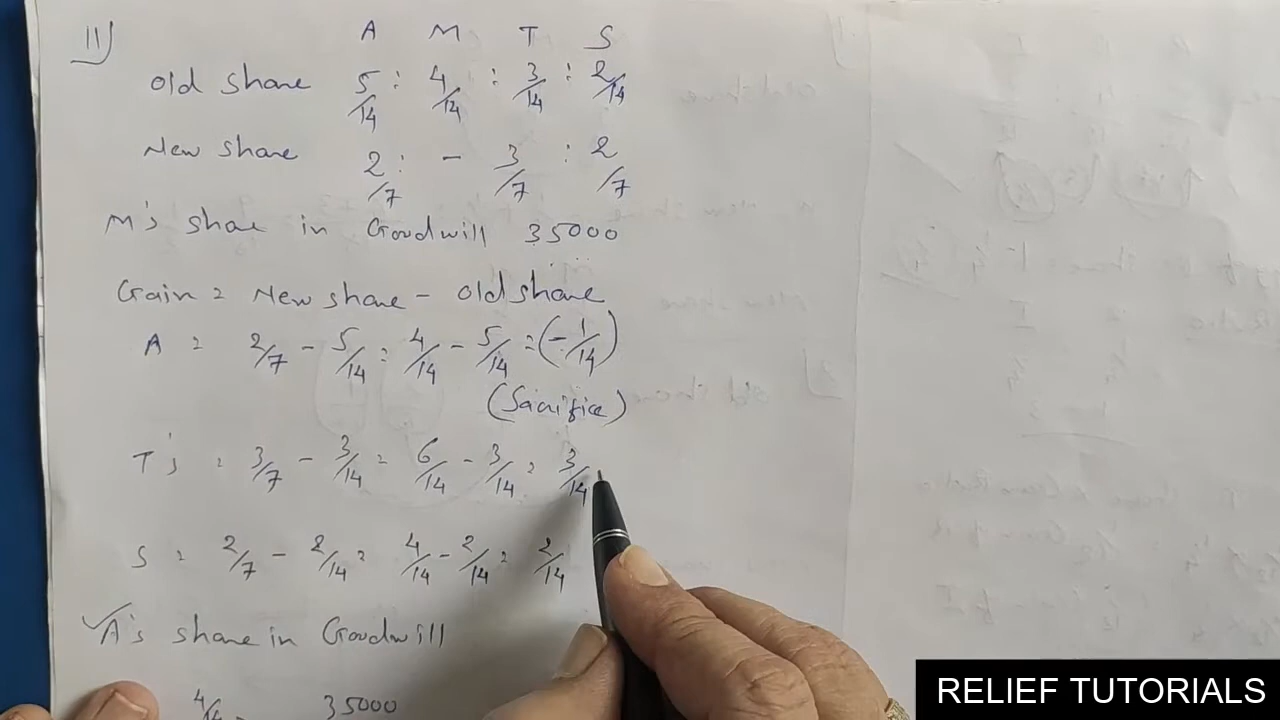 11)
A M T S
Old share 5/14 : 4/14 : 3/14 : 2/14
New share 2/7 : - 3/7 : 2/7
M's share in Goodwill 35000
Gain = New share - old share
A = 2/7 - 5/14 = 4/14 - 5/14 = (-1/14)
(Sacrifice)
T's = 3/7 - 3/14 = 6/14 - 3/14 = 3/14
S = 2/7 - 2/14 = 4/14 - 2/14 = 2/14
✓A's share in Goodwill
35000
RELIEF TUTORIALS